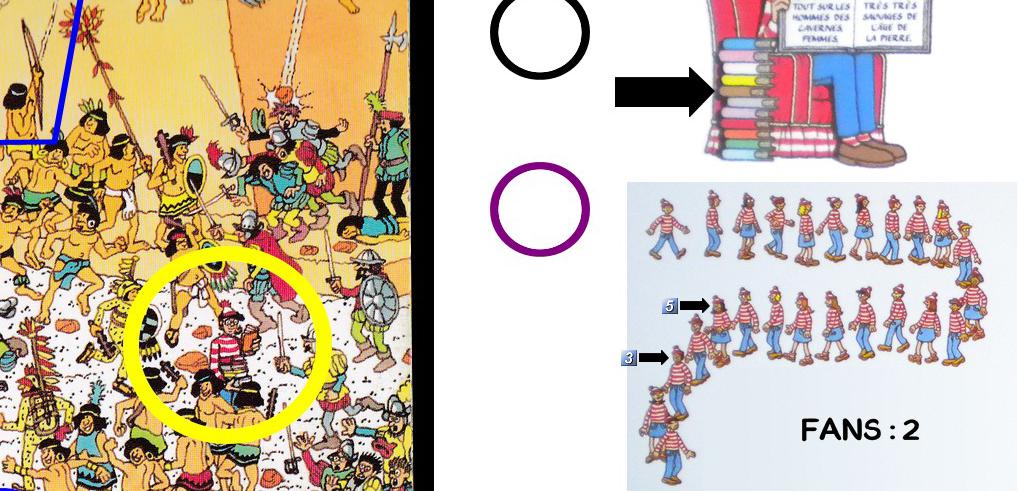 TOUT SUR LES
HOMMES DES
CAVERNES,
FEMMES,
TRÈS TRÈS
SAUVAGES DE
L'ÂGE DE
LA PIERRE.
5
3
FANS : 2